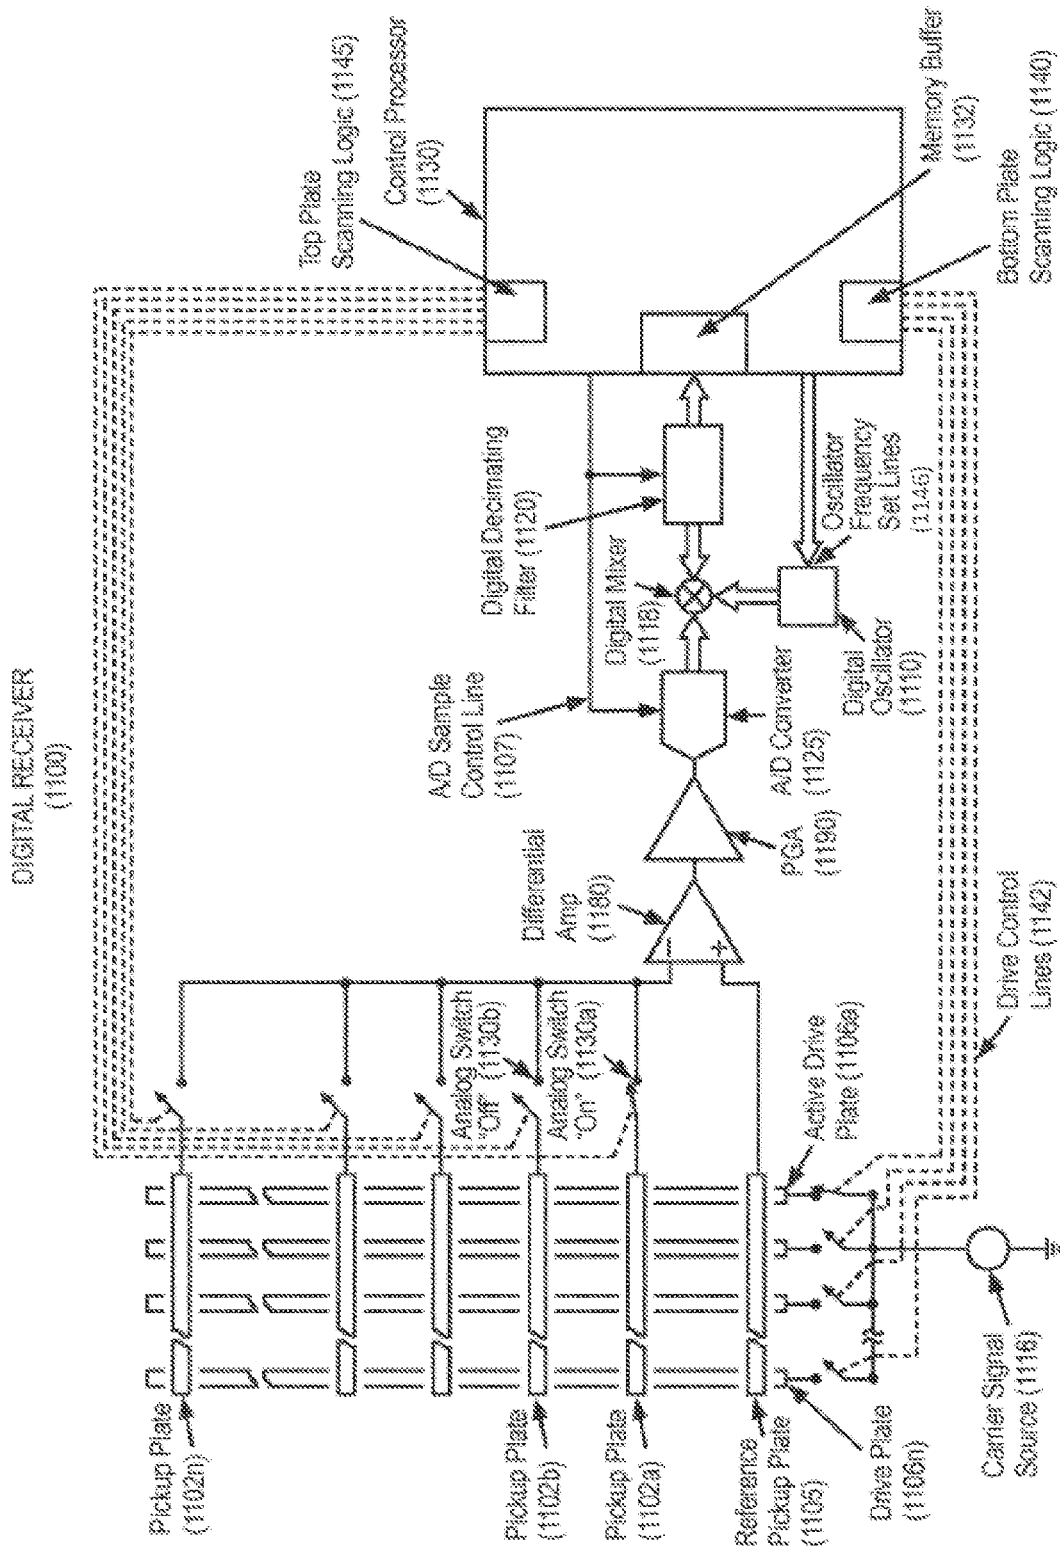 DIGITAL RECEIVER
(1100)
Top Plate
Scanning Logic (1145)
Control Processor
(1130)
Memory Buffer
(1132)
Bottom Plate
Scanning Logic (1140)
Digital Decimating
Filter (1120)
Digital Mixer
(1118)
Oscillator
Frequency
Set Lines
(1146)
A/D Sample
Control Line
(1107)
A/D Converter
(1125)
Digital
Oscillator
(1110)
Differential
Amp
(1180)
PGA
(1190)
Drive Control
Lines (1142)
Analog Switch
"Off" (1130b)
Analog Switch
"On" (1130a)
Active Drive
Plate (1106a)
Pickup Plate
(1102n)
Pickup Plate
(1102b)
Pickup Plate
(1102a)
Reference
Pickup Plate
(1105)
Drive Plate
(1106n)
Carrier Signal
Source (1116)